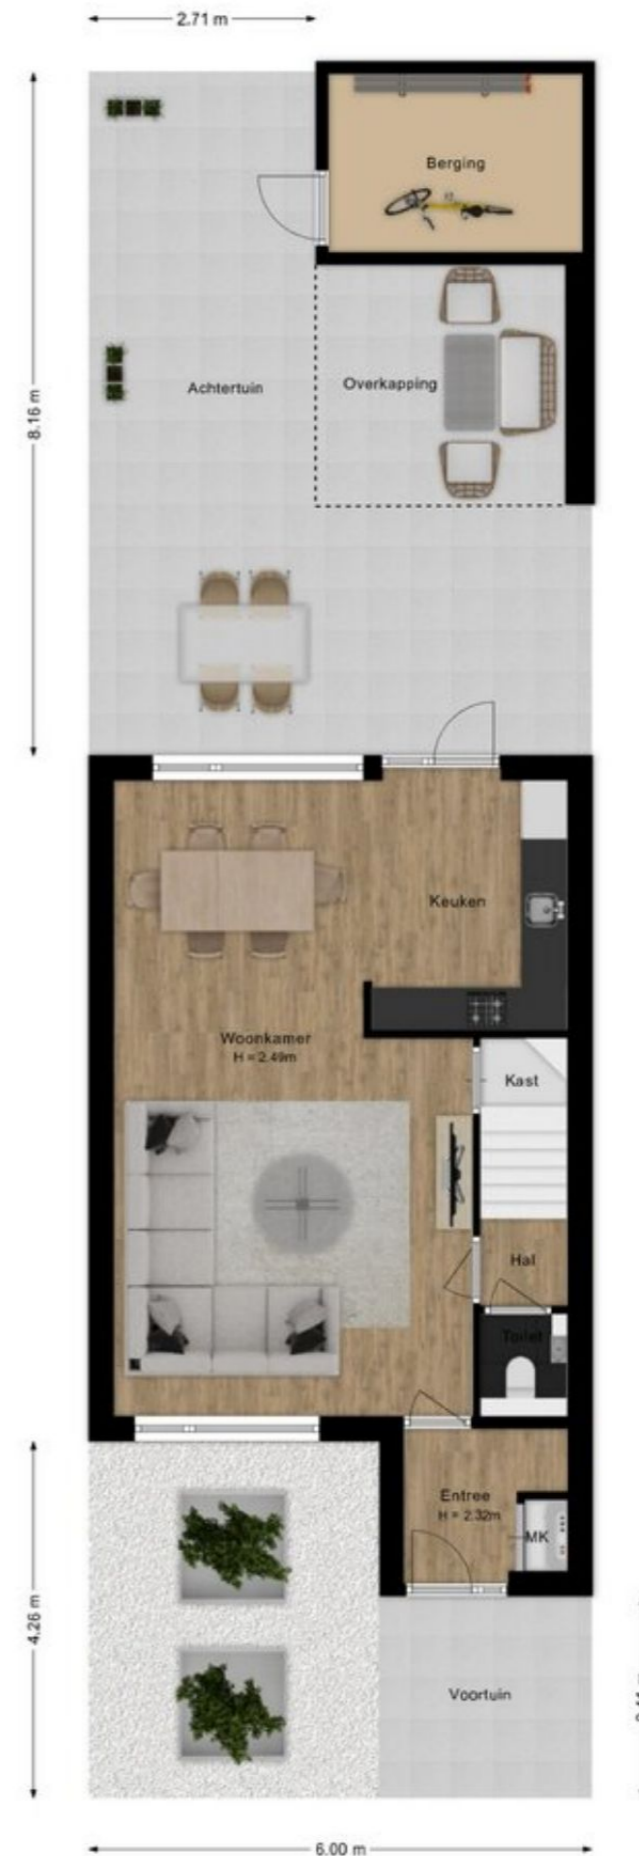 2.71 m
Berging
8.16 m
Achtertuin
Overkapping
Keuken
Woonkamer
H = 2.49m
Kast
Hal
Toilet
Entree
H = 2.32m
MK
4.26 m
Voortuin
6.00 m